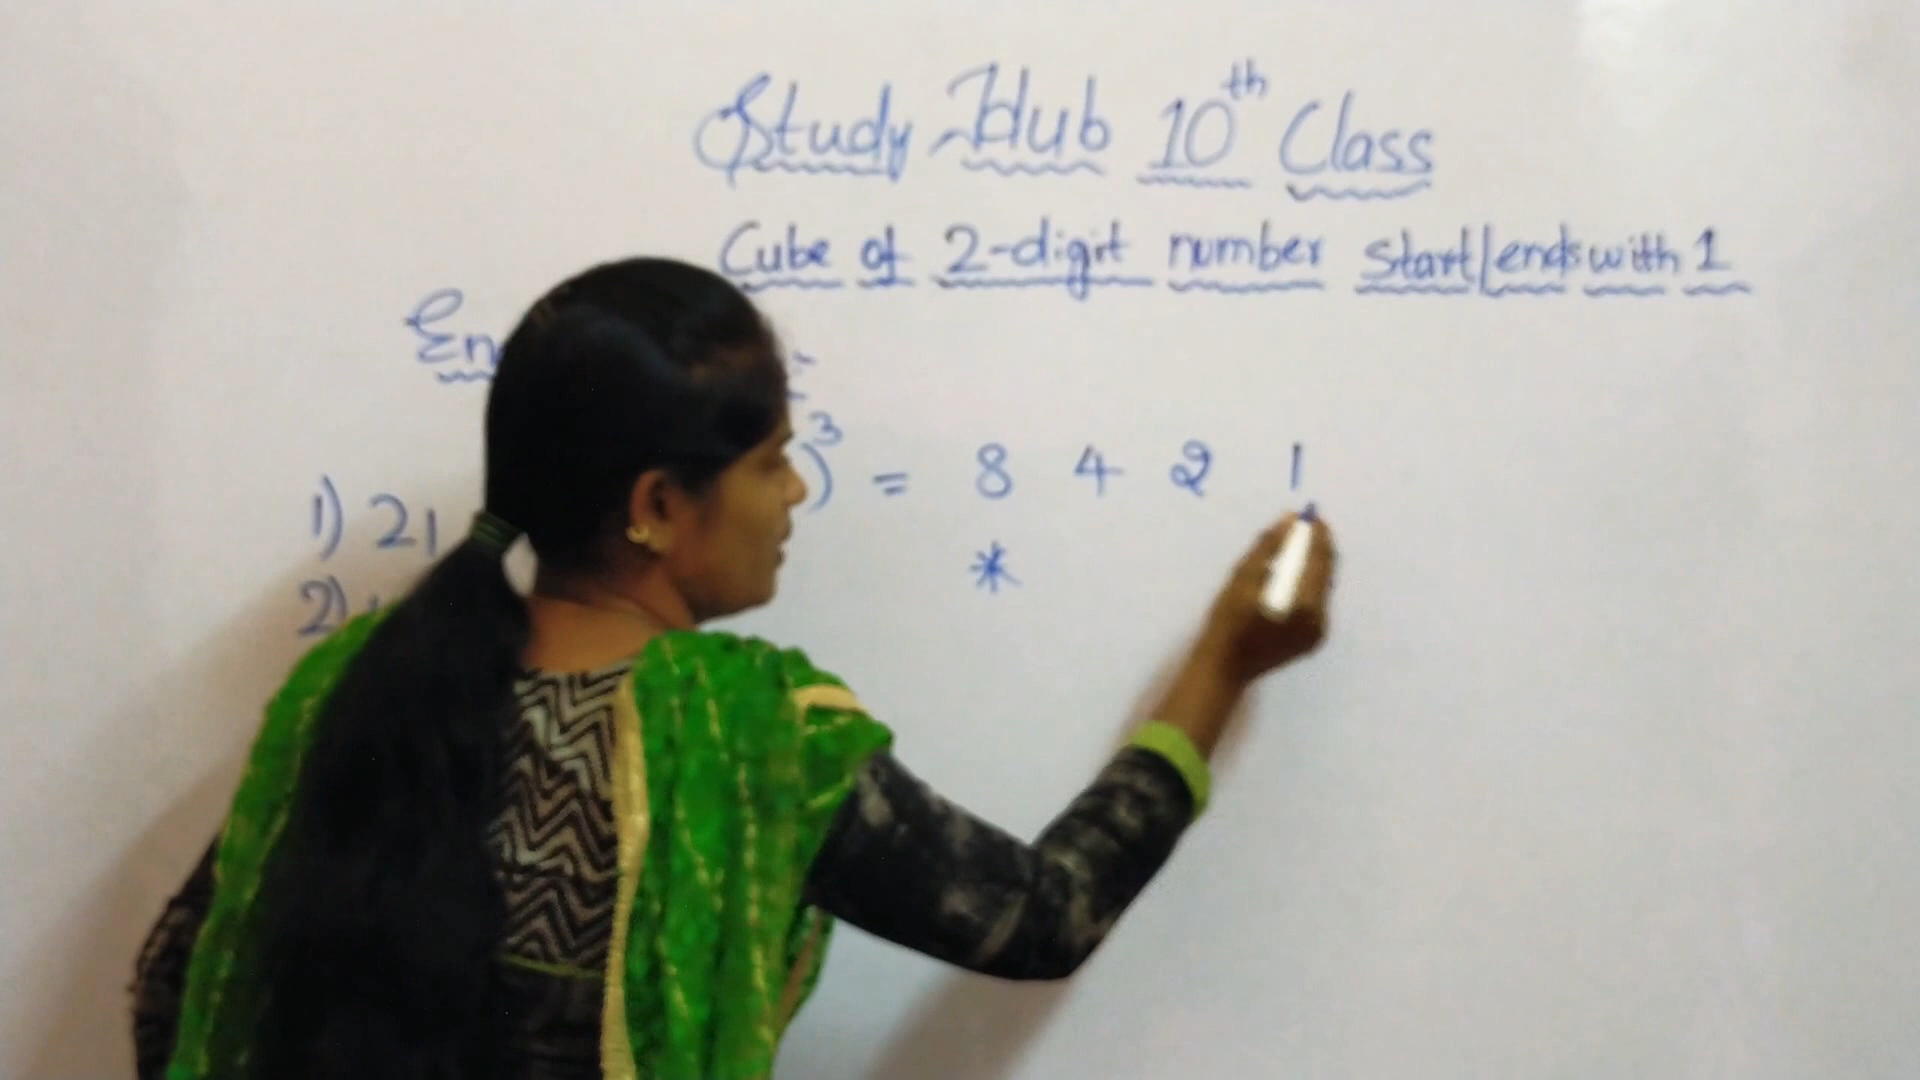 Study Hub 10th Class
Cube of 2-digit number start/ends with 1
)³ = 8 4 2 1
1) 21
*
2)